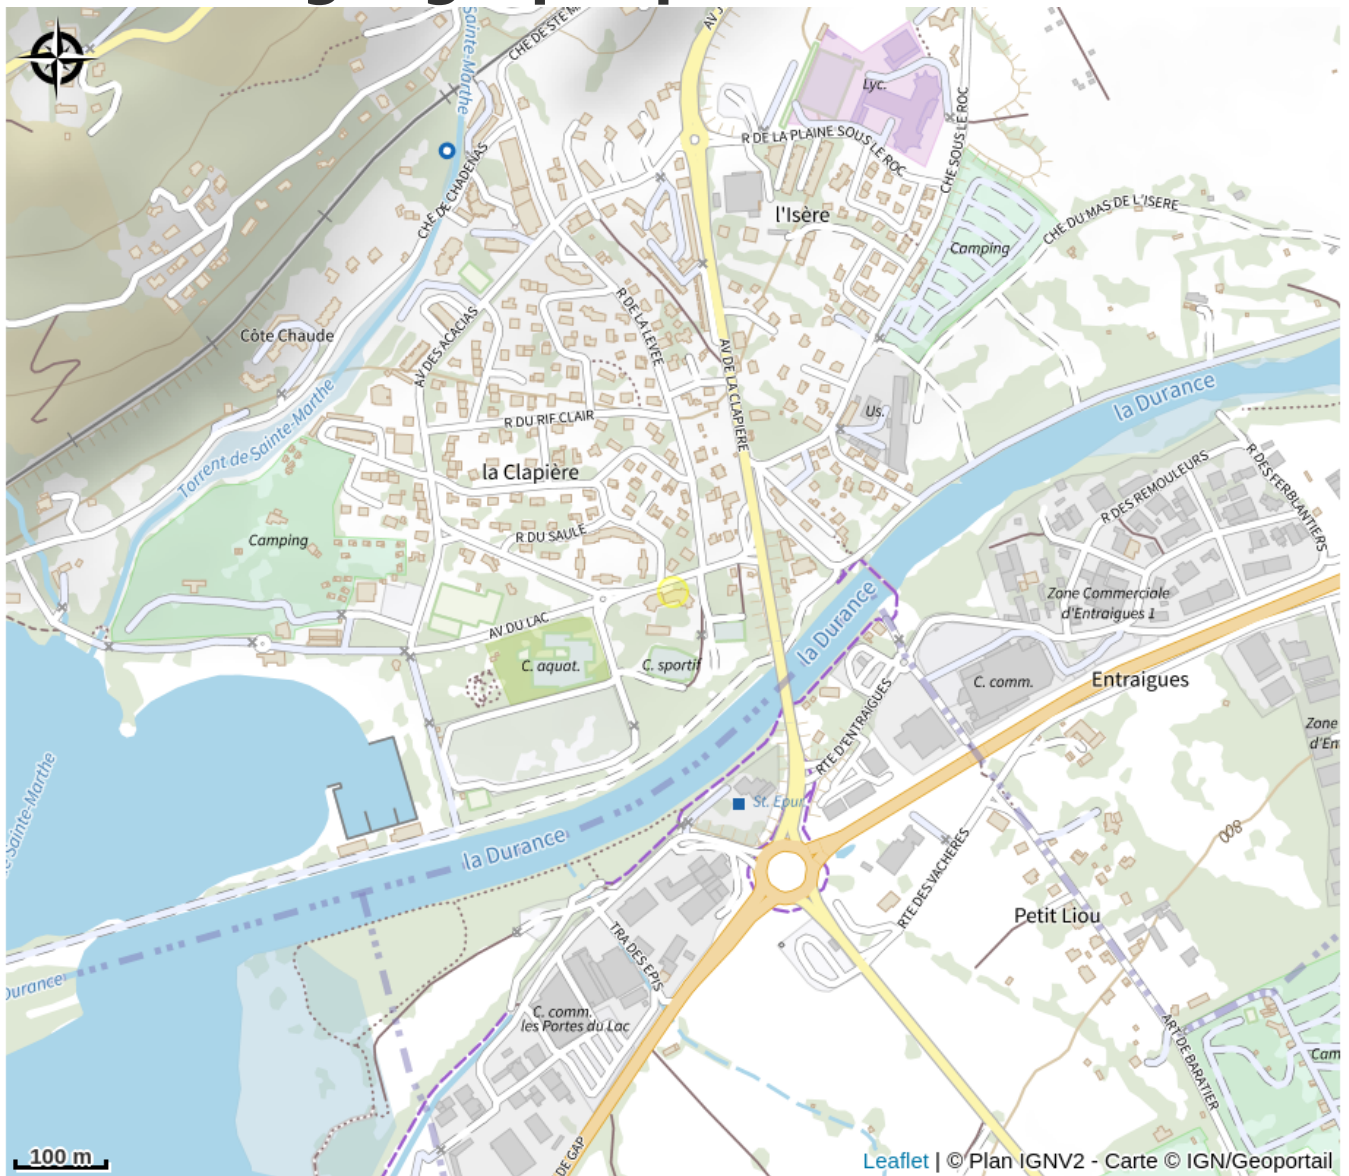 Sainte-Marthe
CHE DE STE M
AV J
Lyc.
R DE LA PLAINE SOUS LE ROC
CHE SOUS LE ROC
CHE DE CHADENAS
l'Isère
CHE DU MAS DE L'ISERE
Camping
R DE LA LEVEE
Côte Chaude
AV DES ACACIAS
AV DE LA CLAPIÈRE
la Durance
Torrent de Sainte-Marthe
R DU RIF CLAIR
Us.
la Clapière
R DES REMOULEURS
R DES FERBLANTIERS
Camping
R DU SAULE
Zone Commerciale
d'Entraigues 1
la Durance
AV DU LAC
C. aquat.
C. sportif
C. comm.
Entraigues
RTE D'ENTRAIGUES
Zone
d'En
Sainte-Marthe
St. Epur
la Durance
800
RTE DES VACHERES
Petit Liou
TRA DES EPIS
Durance
C. comm.
les Portes du Lac
ART DE BARATIER
Cam
DE GAP
100 m
Leaflet | © Plan IGNV2 - Carte © IGN/Geoportail